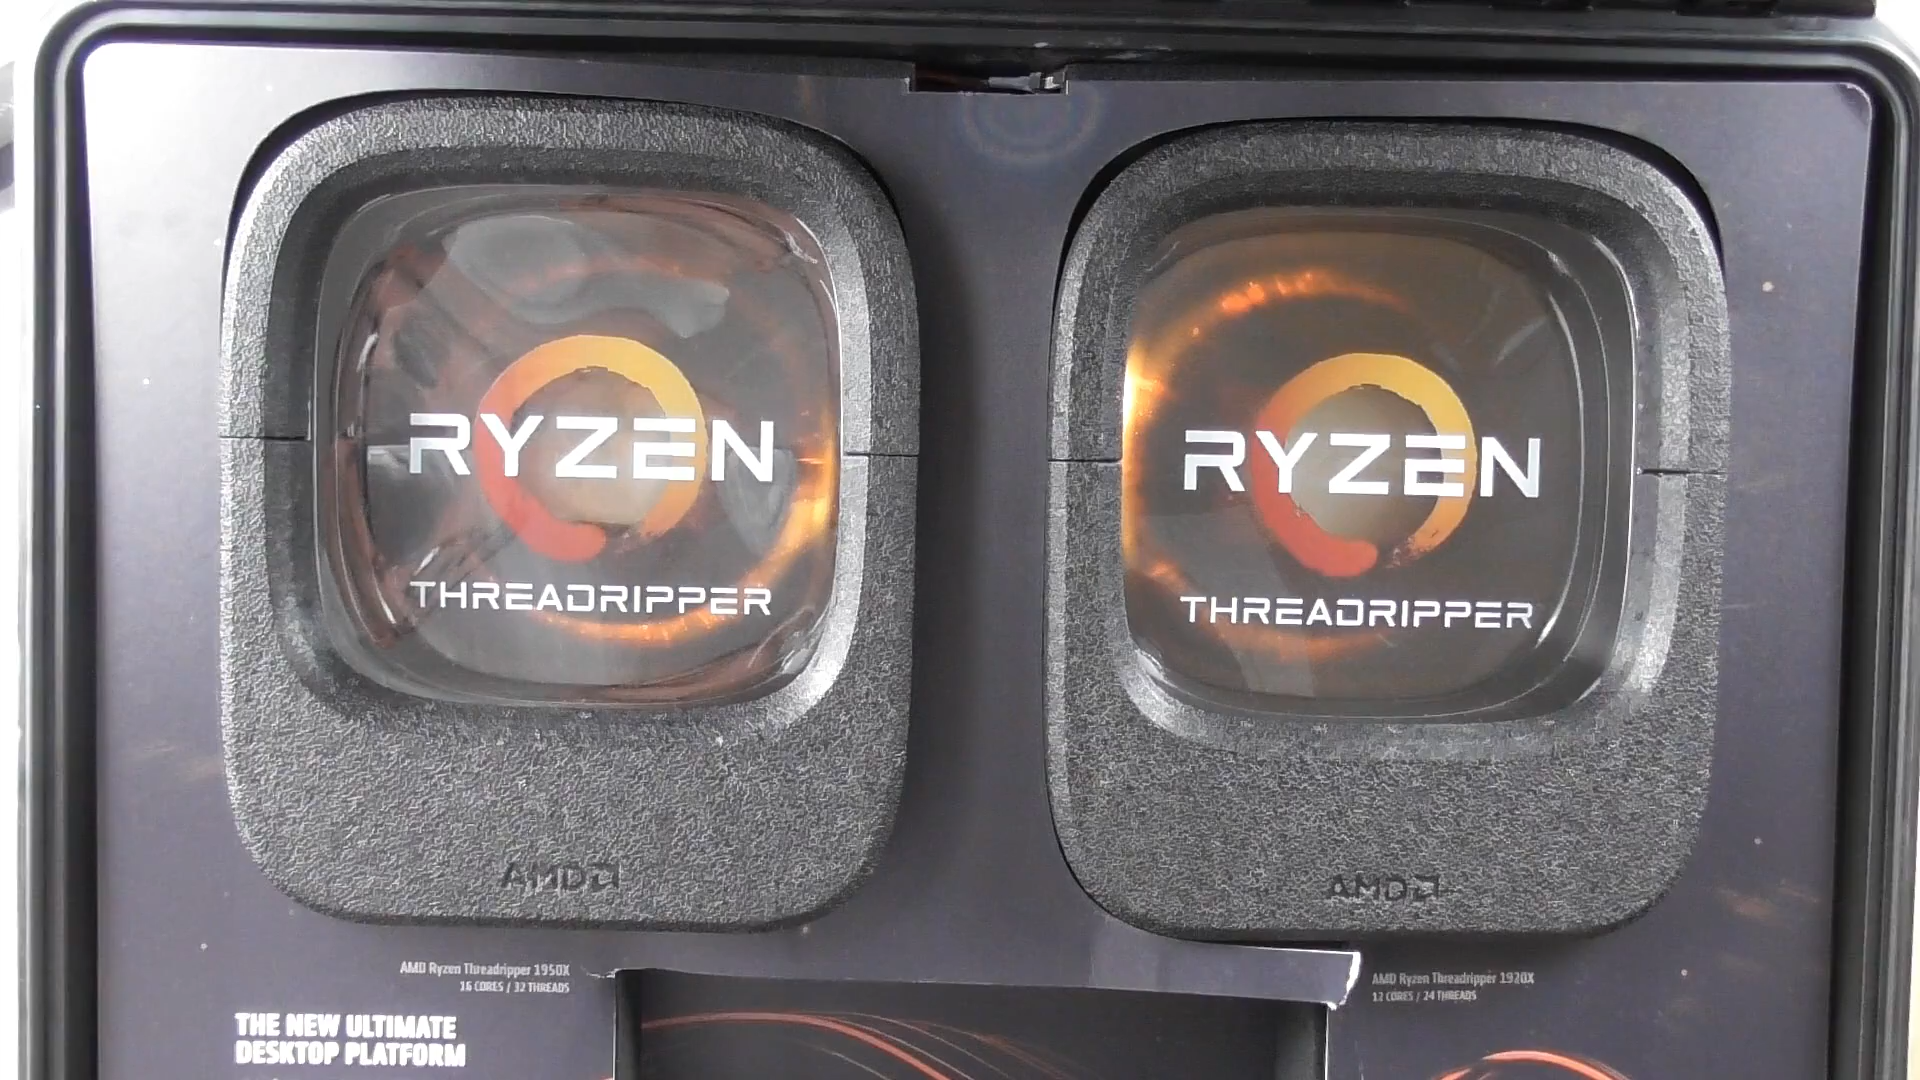 RYZEN
THREADRIPPER
AMD
RYZEN
THREADRIPPER
AMD
AMD Ryzen Threadripper 1950X
16 CORES / 32 THREADS
THE NEW ULTIMATE
DESKTOP PLATFORM
AMD Ryzen Threadripper 1920X
12 CORES / 24 THREADS